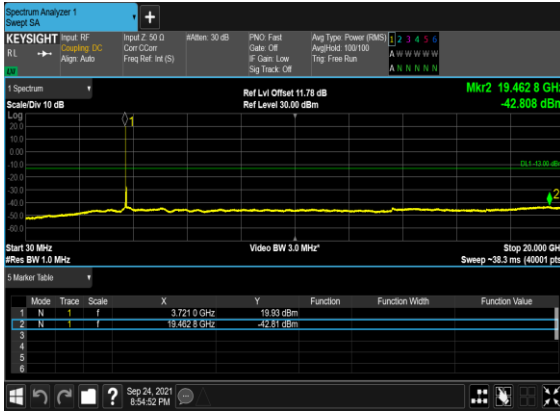 Spectrum Analyzer 1
Swept SA
+
KEYSIGHT
RL
Input: RF
Coupling: DC
Align: Auto
Input Z: 50 Ω
Corr CCorr
Freq Ref: Int (S)
#Atten: 30 dB
PNO: Fast
Gate: Off
IF Gain: Low
Sig Track: Off
Avg Type: Power (RMS)
Avg|Hold: 100/100
Trig: Free Run
1 2 3 4 5 6
A W W W W W
A N N N N N
1 Spectrum
Scale/Div 10 dB
Ref Lvl Offset 11.78 dB
Ref Level 30.00 dBm
Mkr2 19.462 8 GHz
-42.808 dBm
Log
20.0
10.0
0.00
-10.0
-20.0
-30.0
-40.0
-50.0
-60.0
1
DL1 -13.00 dBm
2
Start 30 MHz
#Res BW 1.0 MHz
Video BW 3.0 MHz*
Stop 20.000 GH
Sweep ~38.3 ms (40001 pts
5 Marker Table
Mode Trace Scale X Y Function Function Width Function Value
1 N 1 f 3.721 0 GHz 19.93 dBm
2 N 1 f 19.462 8 GHz -42.81 dBm
3
4
5
6
?
Sep 24, 2021
8:54:52 PM